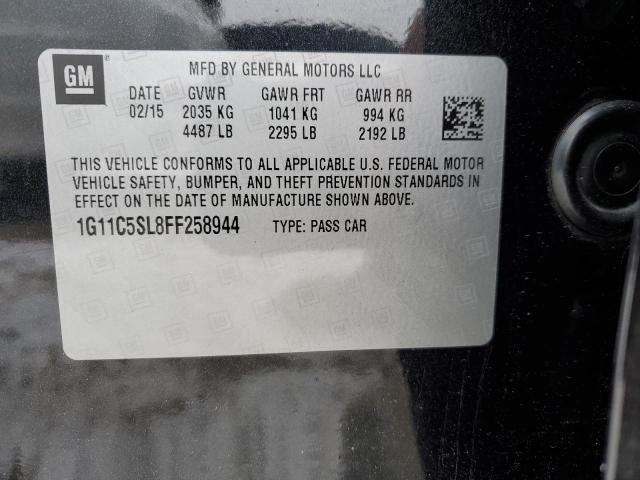 GM
MFD BY GENERAL MOTORS LLC
DATE GVWR GAWR FRT GAWR RR
02/15 2035 KG 1041 KG 994 KG
4487 LB 2295 LB 2192 LB
THIS VEHICLE CONFORMS TO ALL APPLICABLE U.S. FEDERAL MOTOR
VEHICLE SAFETY, BUMPER, AND THEFT PREVENTION STANDARDS IN
EFFECT ON THE DATE OF MANUFACTURE SHOWN ABOVE.
1G11C5SL8FF258944 TYPE: PASS CAR